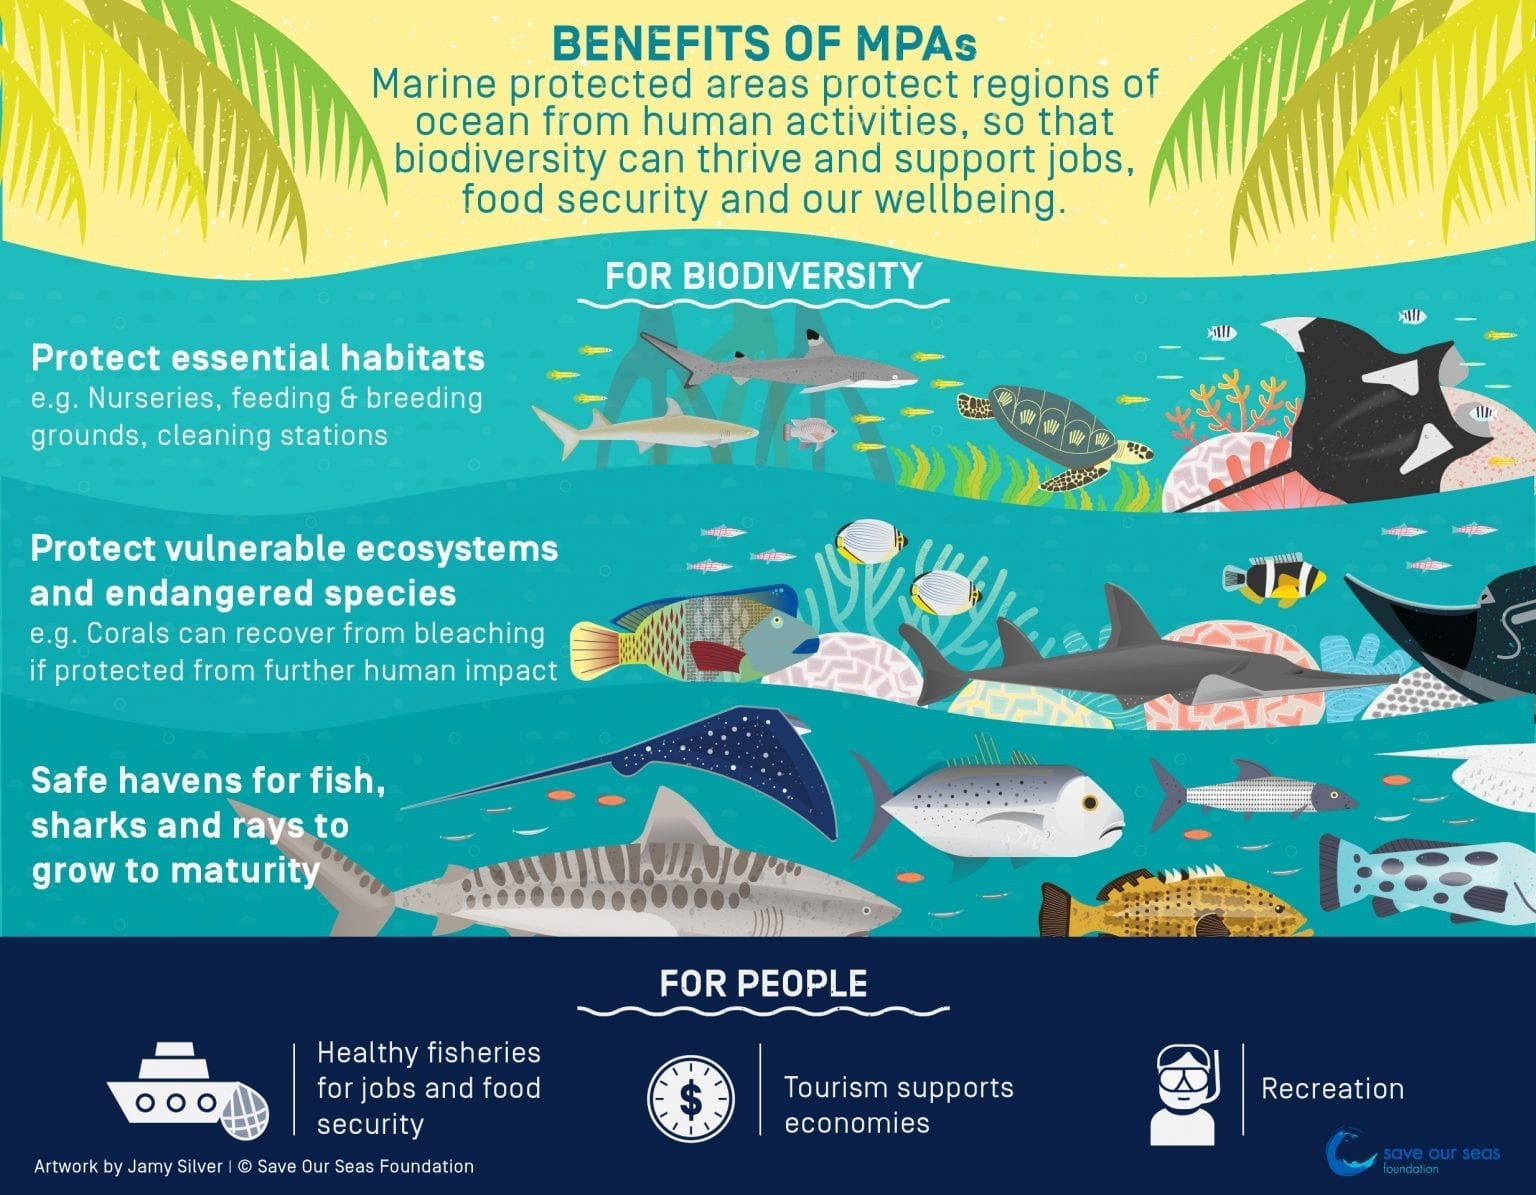 BENEFITS OF MPAs
Marine protected areas protect regions of
ocean from human activities, so that
biodiversity can thrive and support jobs,
food security and our wellbeing.
FOR BIODIVERSITY
Protect essential habitats
e.g. Nurseries, feeding & breeding
grounds, cleaning stations
Protect vulnerable ecosystems
and endangered species
e.g. Corals can recover from bleaching
if protected from further human impact
Safe havens for fish,
sharks and rays to
grow to maturity
FOR PEOPLE
Healthy fisheries
for jobs and food
security
$
Tourism supports
economies
Recreation
Artwork by Jamy Silver | © Save Our Seas Foundation
save our seas
foundation